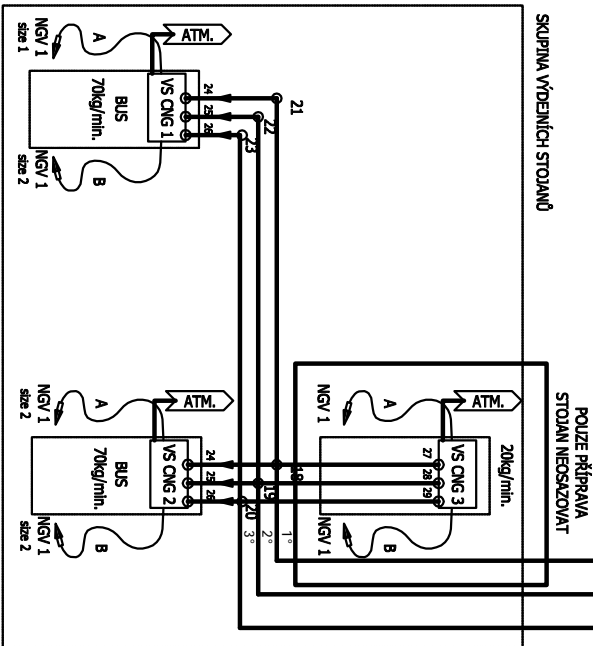 SKUPINA VÝDEJNÍCH STOJANŮ
POUZE PŘÍPRAVA
STOJAN NEOSAZOVAT
ATM.
NGV 1
size 1
A
VS CNG 1
BUS
70kg/min.
24
25
26
21
22
23
B
NGV 1
size 2
ATM.
NGV 1
size 2
A
VS CNG 2
BUS
70kg/min.
24
25
26
18
19
20
1°
2°
3°
B
NGV 1
size 2
ATM.
NGV 1
A
VS CNG 3
20kg/min.
27
28
29
B
NGV 1